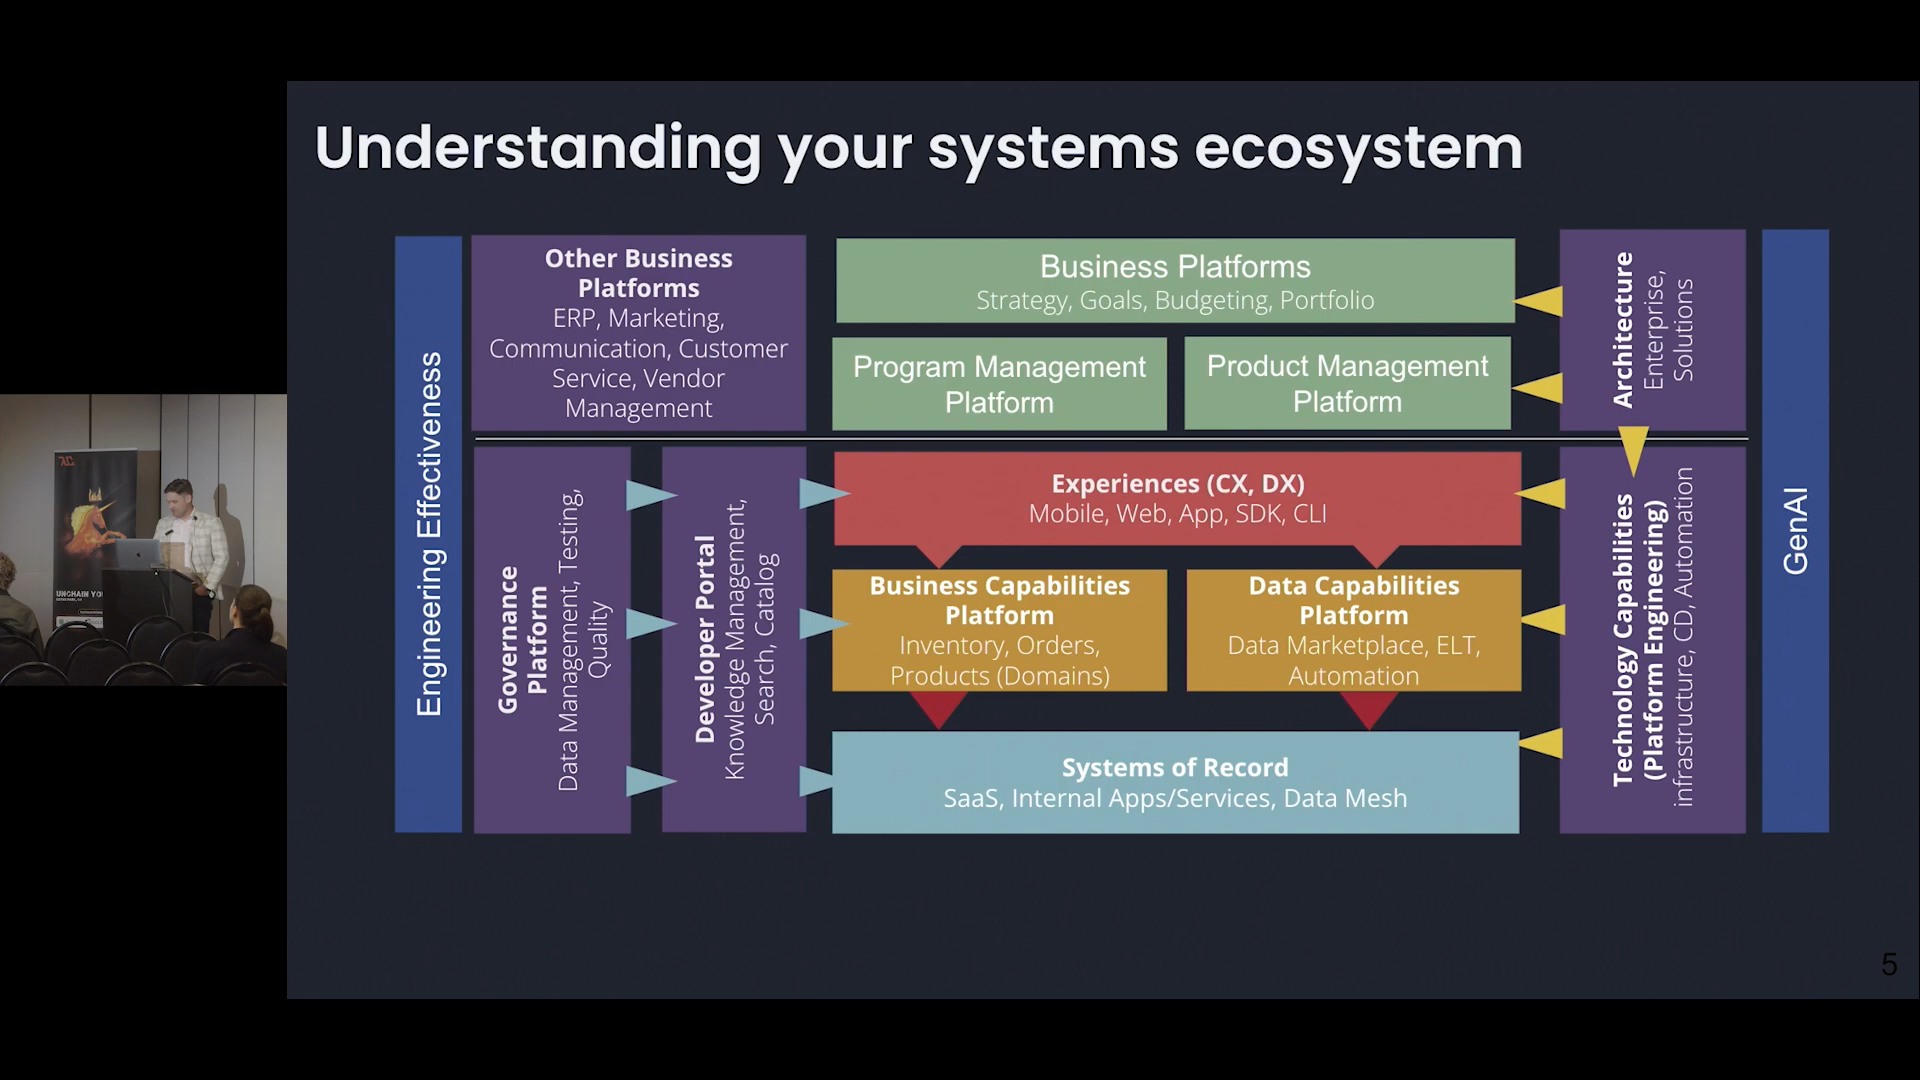 Understanding your systems ecosystem
Engineering Effectiveness
Other Business
Platforms
ERP, Marketing,
Communication, Customer
Service, Vendor
Management
Business Platforms
Strategy, Goals, Budgeting, Portfolio
Program Management
Platform
Product Management
Platform
Architecture
Enterprise,
Solutions
Governance
Platform
Data Management, Testing,
Quality
Developer Portal
Knowledge Management,
Search, Catalog
Experiences (CX, DX)
Mobile, Web, App, SDK, CLI
Business Capabilities
Platform
Inventory, Orders,
Products (Domains)
Data Capabilities
Platform
Data Marketplace, ELT,
Automation
Systems of Record
SaaS, Internal Apps/Services, Data Mesh
Technology Capabilities
(Platform Engineering)
infrastructure, CD, Automation
GenAI
UNCHAIN YO
5